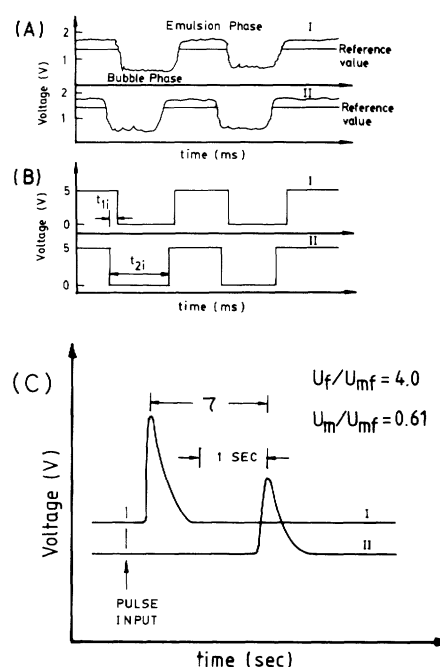 (A)
Emulsion Phase
I
2
1
Reference
value
Bubble Phase
Voltage (V)
II
2
1
Reference
value
time (ms)
(B)
I
5
0
t1i
Voltage (V)
II
5
0
t2i
time (ms)
(C)
Uf/Umf = 4.0
Um/Umf = 0.61
τ
1 SEC
I
II
Voltage (V)
PULSE
INPUT
time (sec)